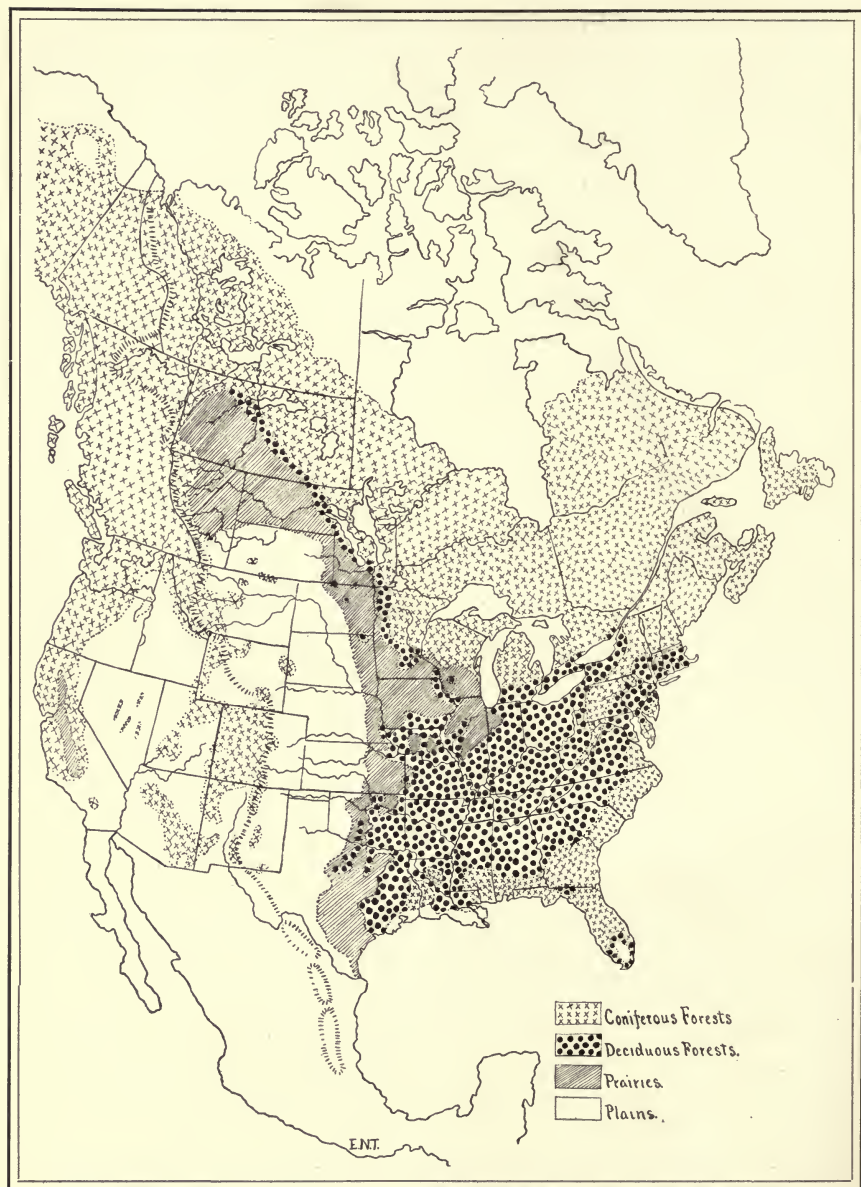 Coniferous Forests
Deciduous Forests.
Prairies
Plains.
E.N.T.